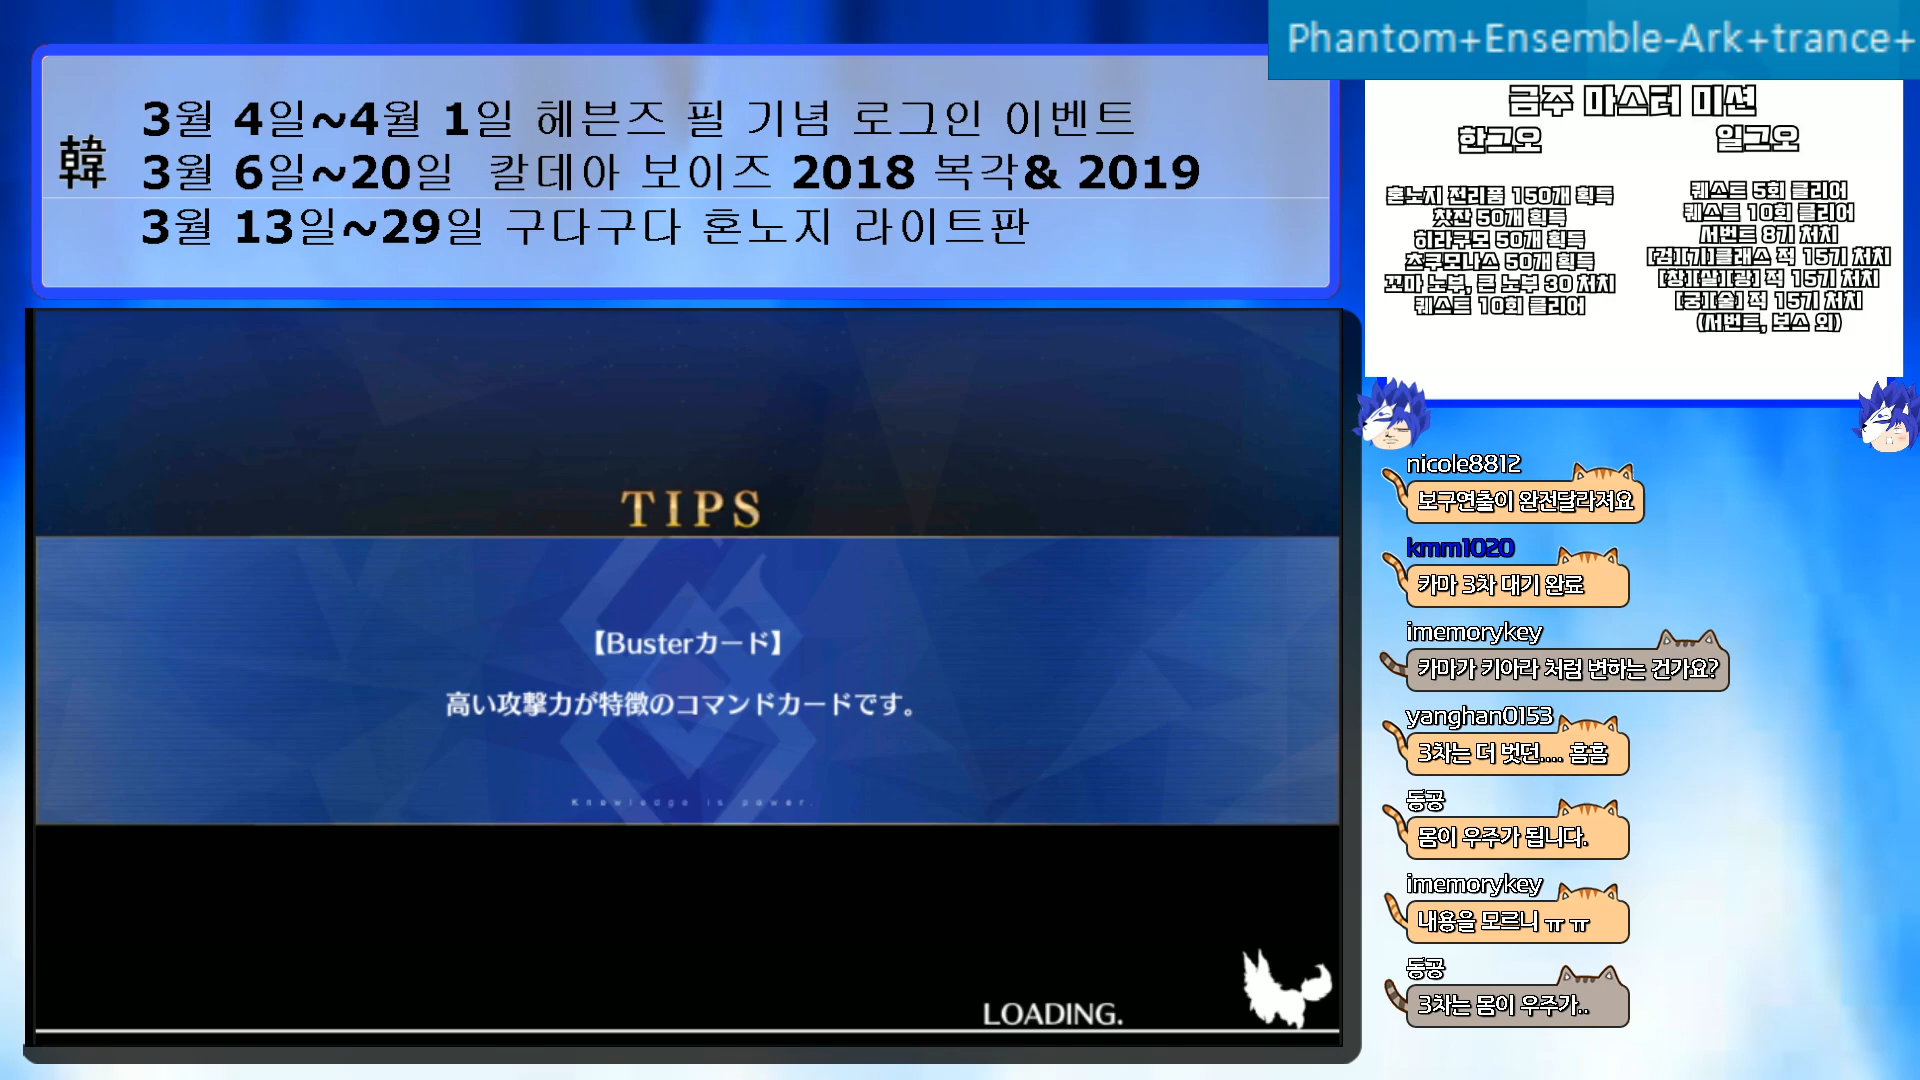 Phantom+Ensemble-Ark+trance+
韓
3월 4일~4월 1일 헤븐즈 필 기념 로그인 이벤트
3월 6일~20일 칼데아 보이즈 2018 복각& 2019
3월 13일~29일 구다구다 혼노지 라이트판
금주 마스터 미션
한그오
혼노지 전리품 150개 획득
찻잔 50개 획득
히라구모 50개 획득
츠쿠모나스 50개 획득
꼬마 노부, 큰 노부 30 처치
퀘스트 10회 클리어
일그오
퀘스트 5회 클리어
퀘스트 10회 클리어
서번트 8기 처치
[검][기]클래스 적 15기 처치
[창][살][광] 적 15기 처치
[궁][술] 적 15기 처치
(서번트, 보스 외)
TIPS
【Busterカード】
高い攻撃力が特徴のコマンドカードです。
Knowledge is power.
LOADING.
nicole8812
보구연출이 완전달라져요
kmm1020
카마 3차 대기 완료
imemorykey
카마가 키아라 처럼 변하는 건가요?
yanghan0153
3차는 더 벗던.... 흠흠
동공
몸이 우주가 됩니다.
imemorykey
내용을 모르니 ㅠㅠ
동공
3차는 몸이 우주가..